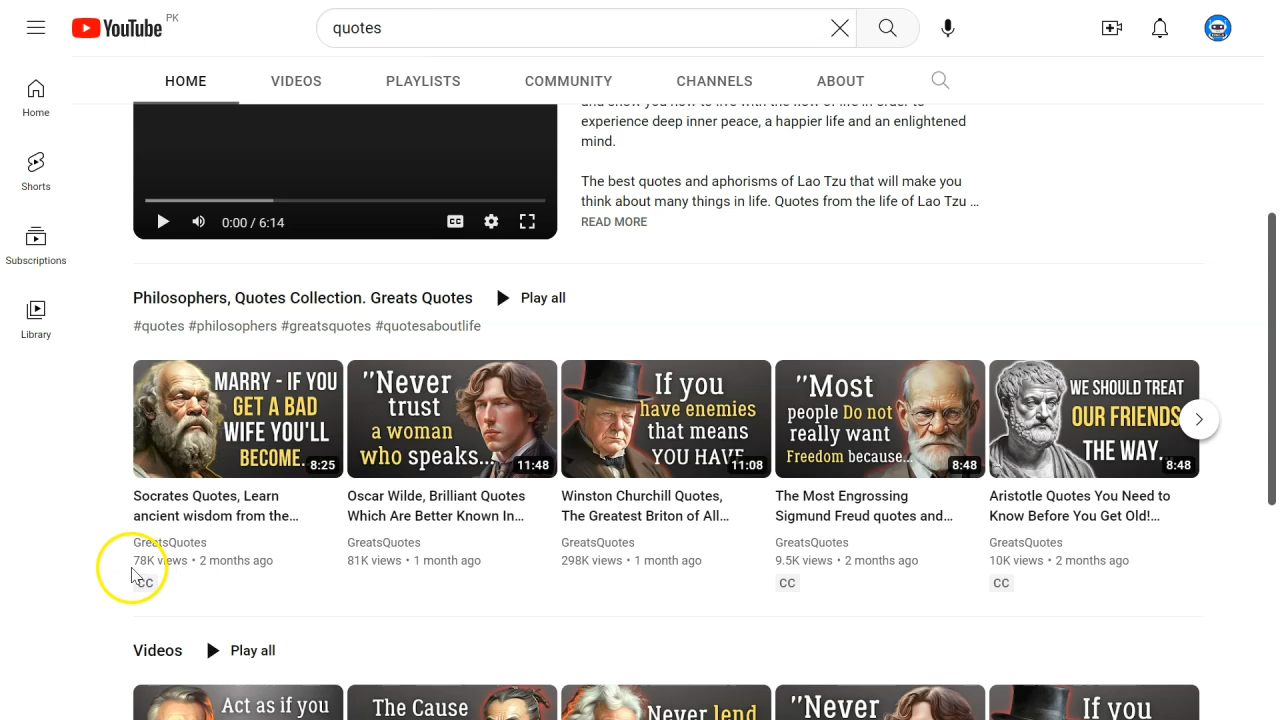 YouTube PK
quotes
Home
Shorts
Subscriptions
Library
HOME VIDEOS PLAYLISTS COMMUNITY CHANNELS ABOUT
and show you how to live with the flow of life in order to
experience deep inner peace, a happier life and an enlightened
mind.
The best quotes and aphorisms of Lao Tzu that will make you
think about many things in life. Quotes from the life of Lao Tzu ...
READ MORE
0:00 / 6:14
CC
Philosophers, Quotes Collection. Greats Quotes Play all
#quotes #philosophers #greatsquotes #quotesaboutlife
MARRY - IF YOU
GET A BAD
WIFE YOU'LL
BECOME.
8:25
Socrates Quotes, Learn
ancient wisdom from the...
GreatsQuotes
78K views • 2 months ago
CC
"Never
trust
a woman
who speaks...
11:48
Oscar Wilde, Brilliant Quotes
Which Are Better Known In...
GreatsQuotes
81K views • 1 month ago
If you
have enemies
that means
YOU HAVE
11:08
Winston Churchill Quotes,
The Greatest Briton of All...
GreatsQuotes
298K views • 1 month ago
"Most
people Do not
really want
Freedom because...
8:48
The Most Engrossing
Sigmund Freud quotes and...
GreatsQuotes
9.5K views • 2 months ago
CC
WE SHOULD TREAT
OUR FRIENDS
THE WAY.
8:48
Aristotle Quotes You Need to
Know Before You Get Old!...
GreatsQuotes
10K views • 2 months ago
CC
Videos Play all
Act as if you
The Cause
Never lend
"Never
If you